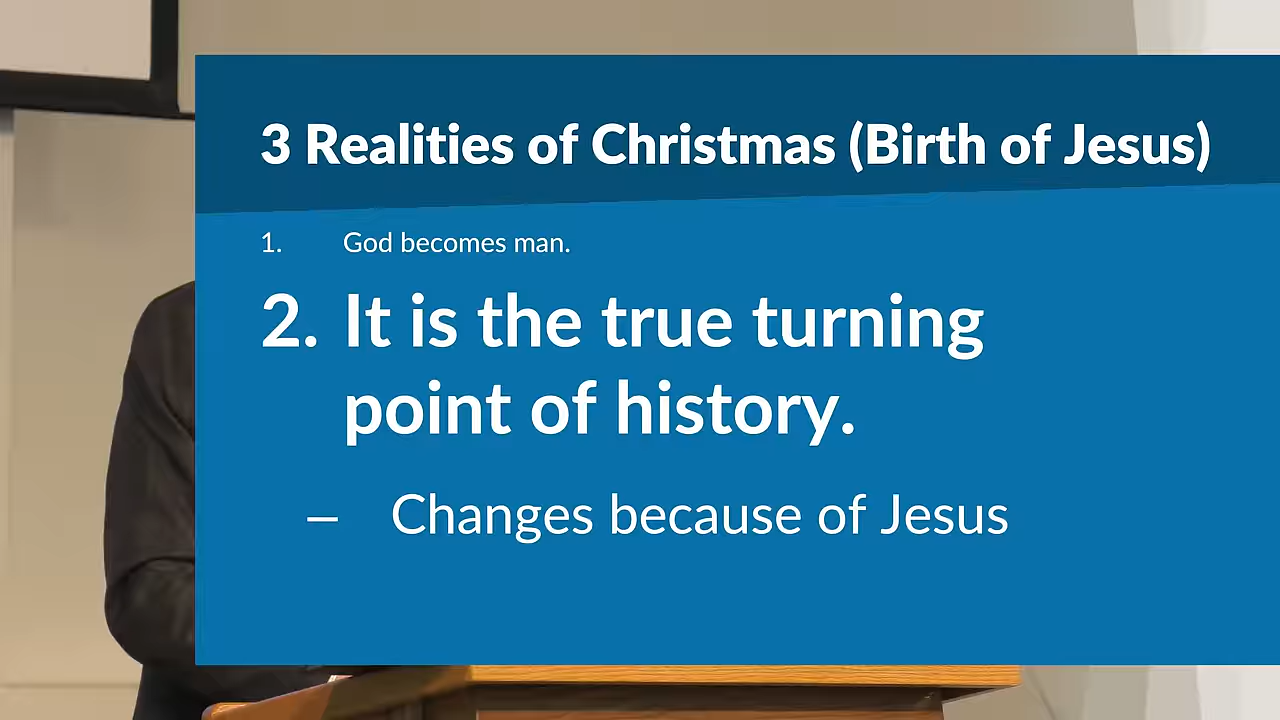 3 Realities of Christmas (Birth of Jesus)
1. God becomes man.
2. It is the true turning
point of history.
– Changes because of Jesus